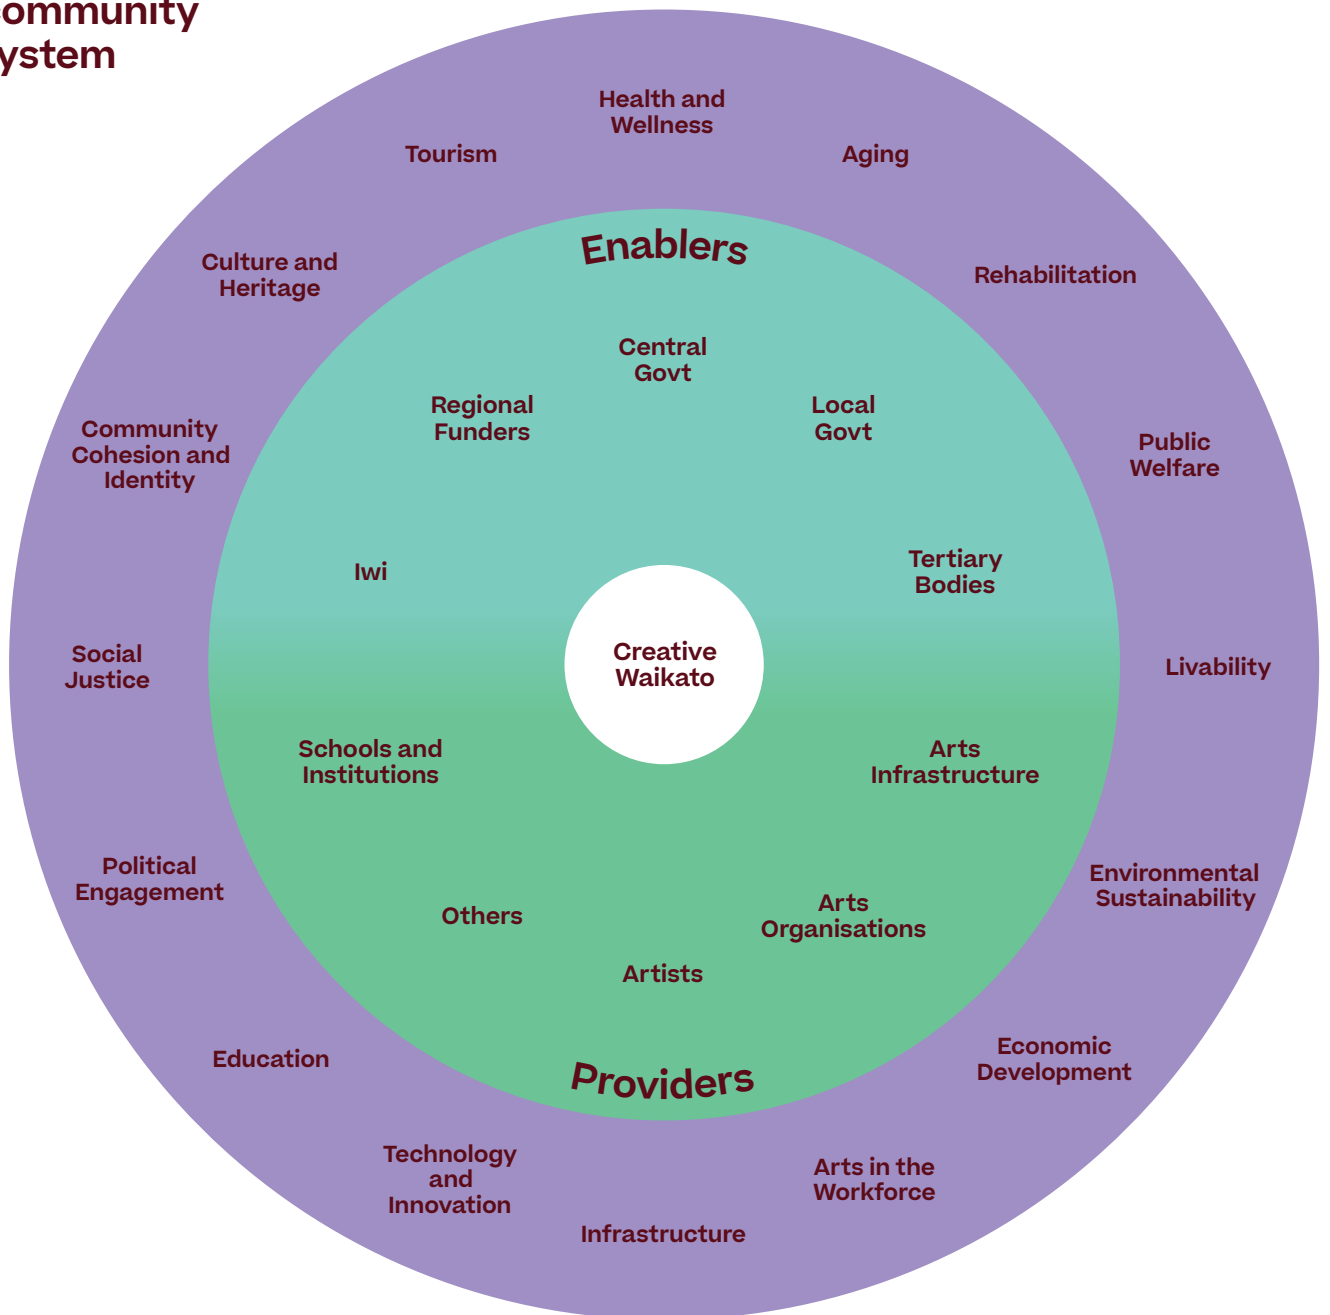 ommunity
ystem
Health and
Wellness
Tourism
Aging
Culture and
Heritage
Rehabilitation
Enablers
Central
Govt
Regional
Funders
Local
Govt
Community
Cohesion and
Identity
Public
Welfare
Iwi
Tertiary
Bodies
Creative
Waikato
Social
Justice
Livability
Schools and
Institutions
Arts
Infrastructure
Political
Engagement
Environmental
Sustainability
Others
Arts
Organisations
Artists
Education
Economic
Development
Providers
Technology
and
Innovation
Arts in the
Workforce
Infrastructure